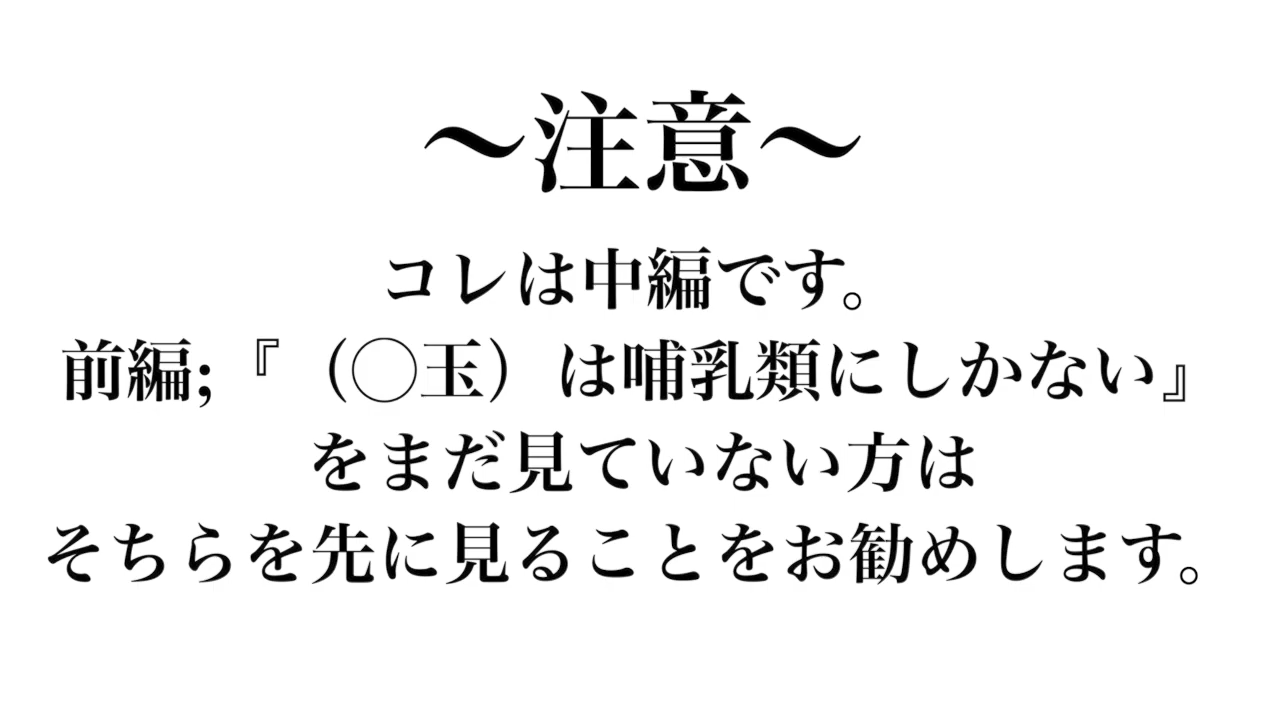 〜注意〜
コレは中編です。
前編;『（◯玉）は哺乳類にしかない』
をまだ見ていない方は
そちらを先に見ることをお勧めします。